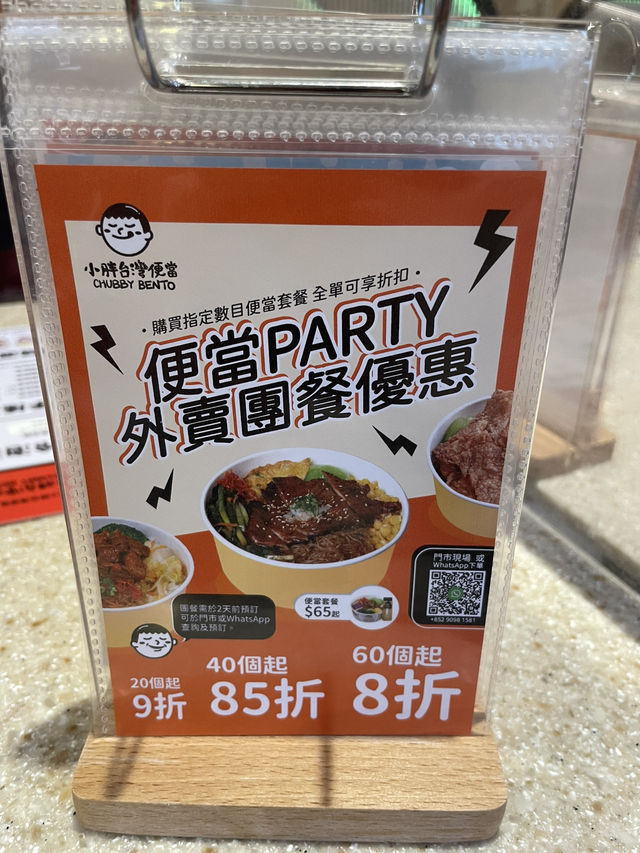 小胖台灣便當
CHUBBY BENTO
・購買指定數目便當套餐 全單可享折扣・
便當PARTY
外賣團餐優惠
門市現場 或
WhatsApp下單
+852 9098 1581
便當套餐
$65起
團餐需於2天前預訂
可於門市或WhatsApp
查詢及預訂。
20個起
9折
40個起
85折
60個起
8折